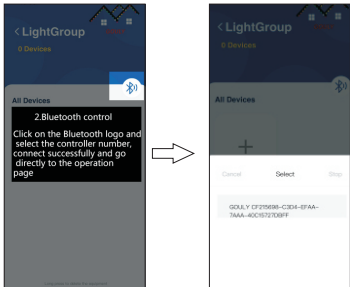 <LightGroup
0 Devices
All Devices
2.Bluetooth control
Click on the Bluetooth logo and
select the controller number,
connect successfully and go
directly to the operation
page
<LightGroup
0 Devices
All Devices
+
Cancel Select Stop
GDULY CF215698-C3D4-EFAA-
7AAA-40C15727DBFF